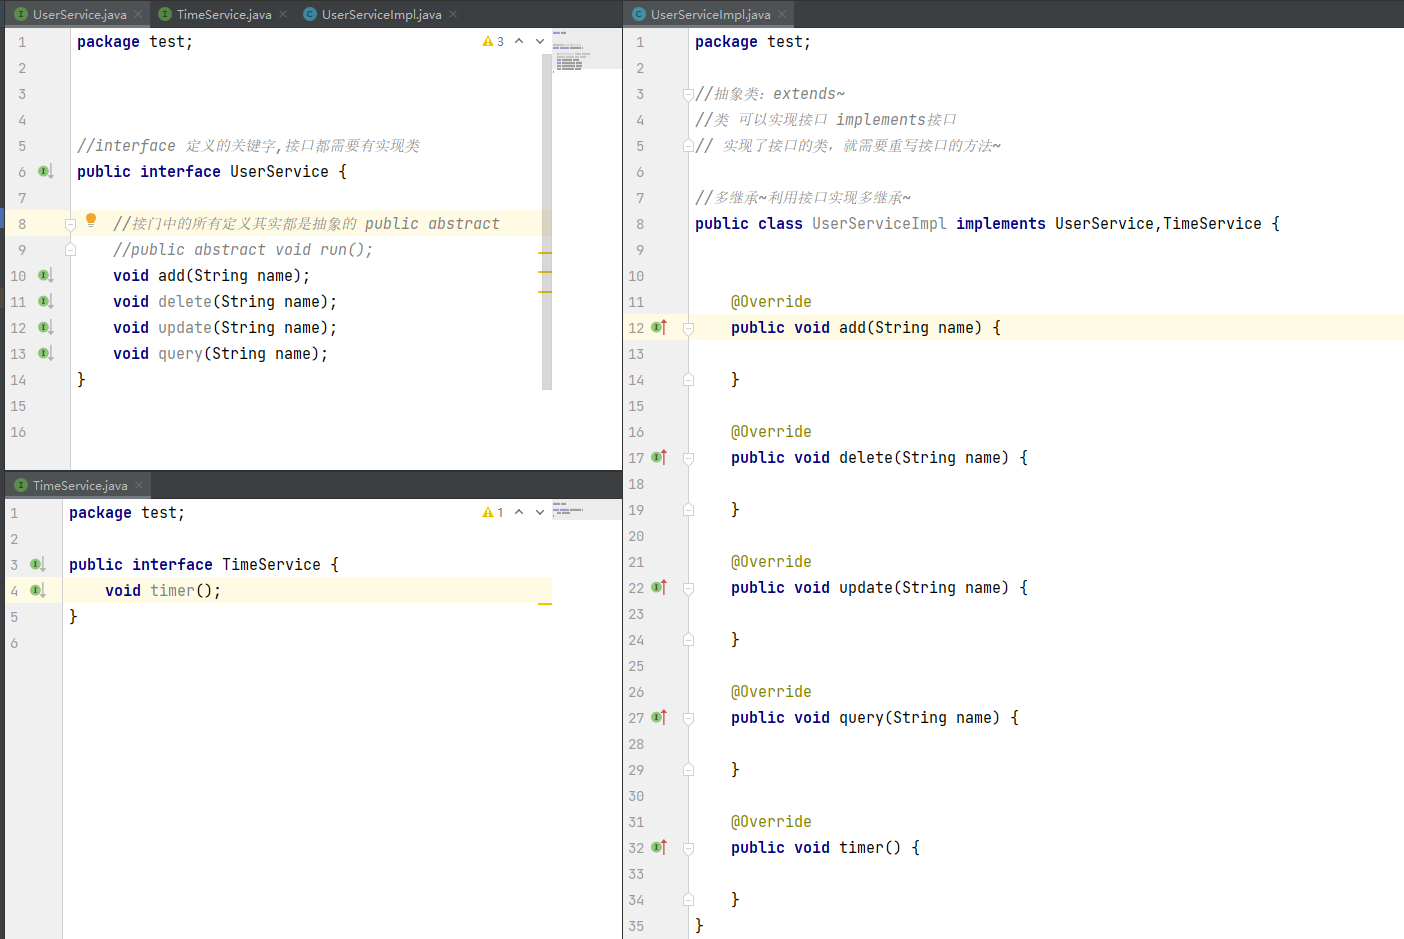 UserService.java
TimeService.java
UserServiceImpl.java
1 package test;
3
2
3
4
5 //interface 定义的关键字,接口都需要有实现类
6 public interface UserService {
7
8 //接门中的所有定义其实都是抽象的 public abstract
9 //public abstract void run();
10 void add(String name);
11 void delete(String name);
12 void update(String name);
13 void query(String name);
14 }
15
16
TimeService.java
1 package test;
1
2
3 public interface TimeService {
4 void timer();
5 }
6
UserServiceImpl.java
1 package test;
2
3 //抽象类：extends~
4 //类 可以实现接口 implements接口
5 // 实现了接口的类，就需要重写接口的方法~
6
7 //多继承~利用接口实现多继承~
8 public class UserServiceImpl implements UserService,TimeService {
9
10
11 @Override
12 public void add(String name) {
13
14 }
15
16 @Override
17 public void delete(String name) {
18
19 }
20
21 @Override
22 public void update(String name) {
23
24 }
25
26 @Override
27 public void query(String name) {
28
29 }
30
31 @Override
32 public void timer() {
33
34 }
35 }